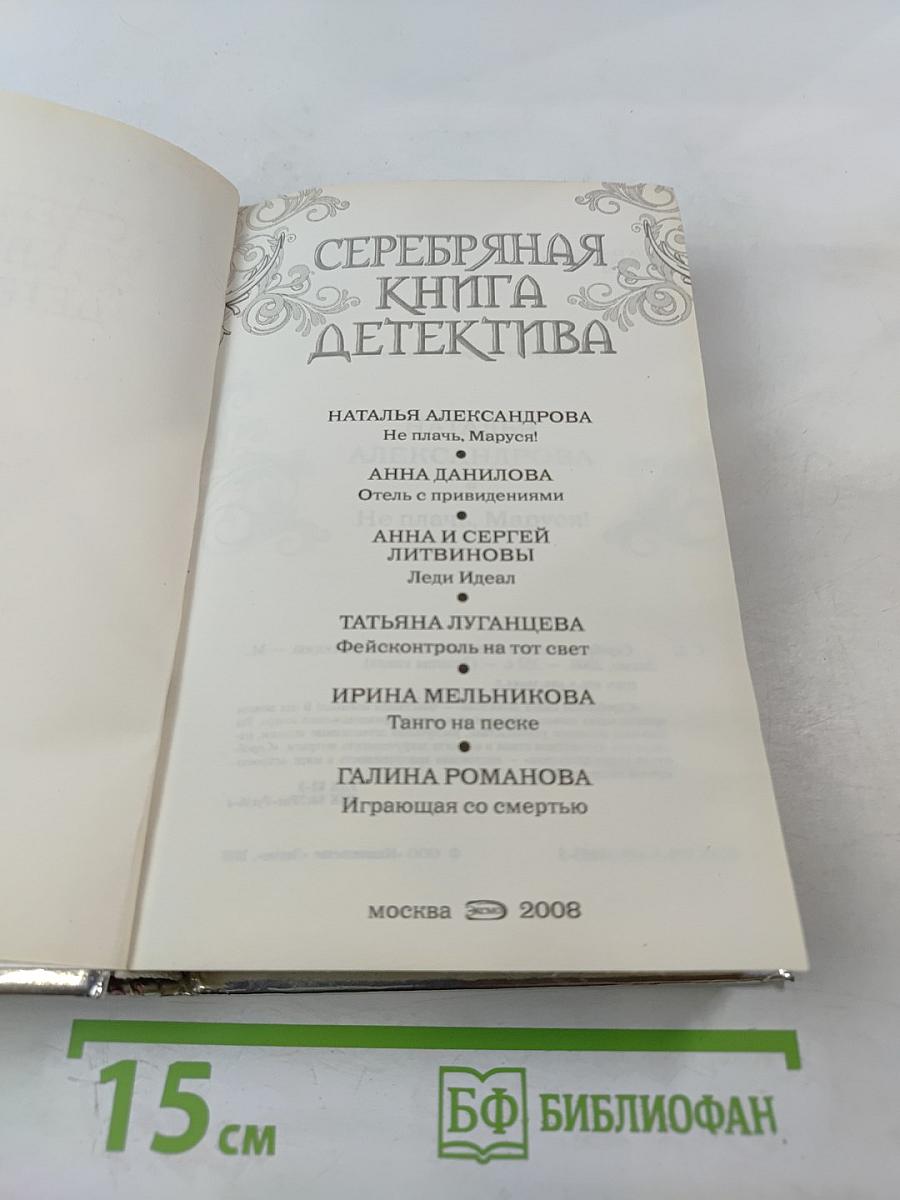 СЕРЕБРЯНАЯ
КНИГА
ДЕТЕКТИВА
НАТАЛЬЯ АЛЕКСАНДРОВА
Не плачь, Маруся!
АННА ДАНИЛОВА
Отель с привидениями
АННА И СЕРГЕЙ
ЛИТВИНОВЫ
Леди Идеал
ТАТЬЯНА ЛУГАНЦЕВА
Фейсконтроль на тот свет
ИРИНА МЕЛЬНИКОВА
Танго на песке
ГАЛИНА РОМАНОВА
Играющая со смертью
МОСКВА ЭКСМО 2008
15 см
БФ БИБЛИОФАН